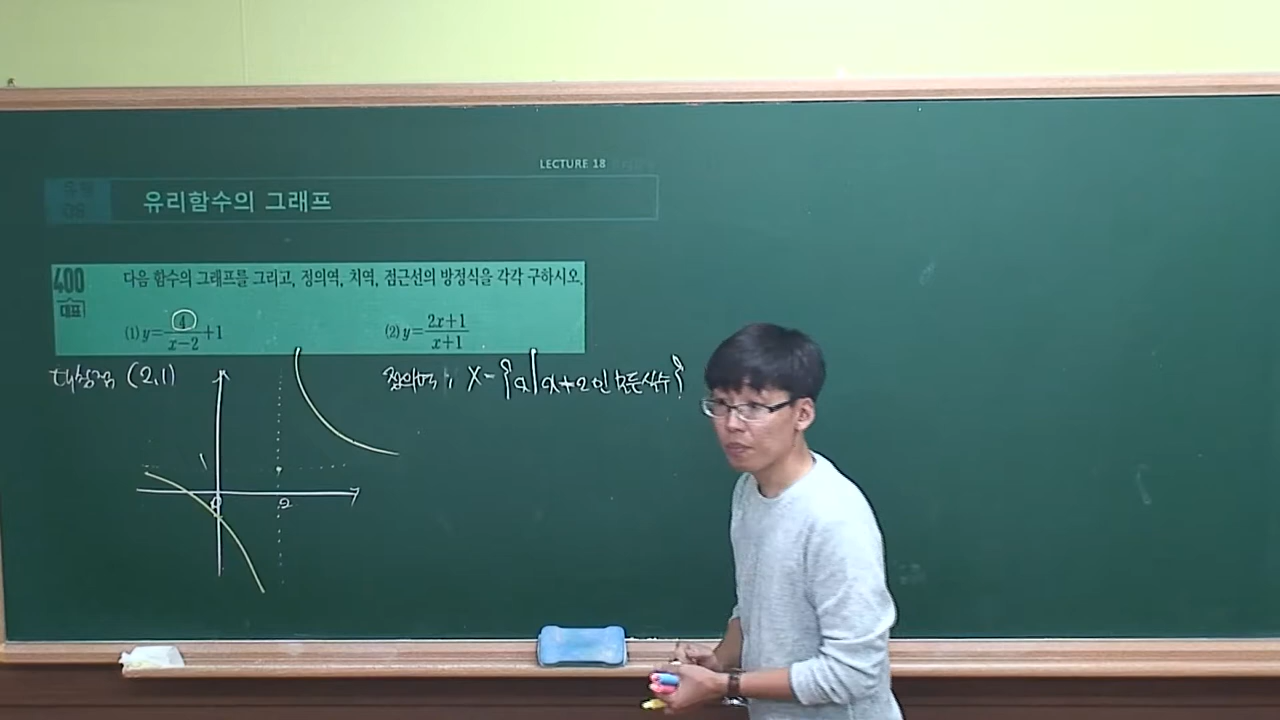 LECTURE 18
유형
08
유리함수의 그래프
400
대표
다음 함수의 그래프를 그리고, 정의역, 치역, 점근선의 방정식을 각각 구하시오.
(1) y=4/(x−2)+1
(2) y=(2x+1)/(x+1)
대칭점 (2,1)
정의역: X={x|x≠2인 모든 실수}
1
0
2